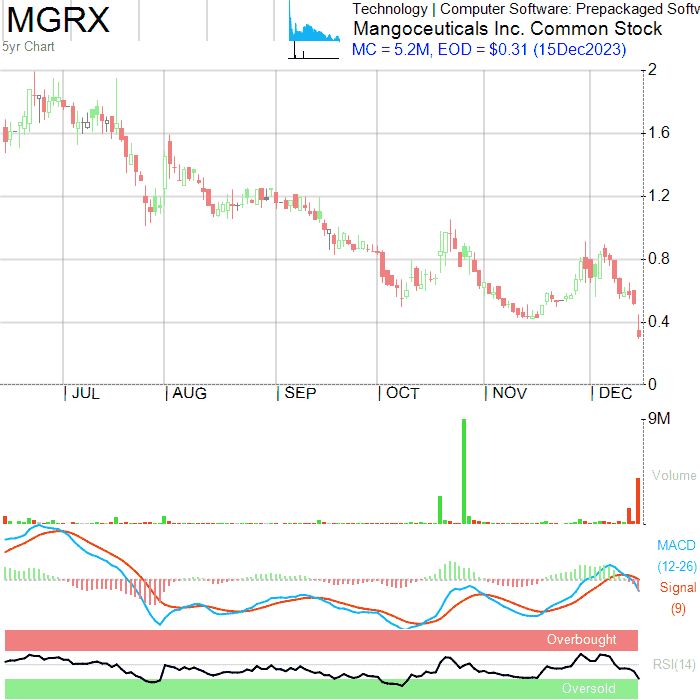 MGRX
5yr Chart
Technology | Computer Software: Prepackaged Softw
Mangoceuticals Inc. Common Stock
MC = 5.2M, EOD = $0.31 (15Dec2023)
2
1.6
1.2
0.8
0.4
0
JUL AUG SEP OCT NOV DEC
9M
Volume
MACD
(12-26)
Signal
(9)
Overbought
RSI(14)
Oversold